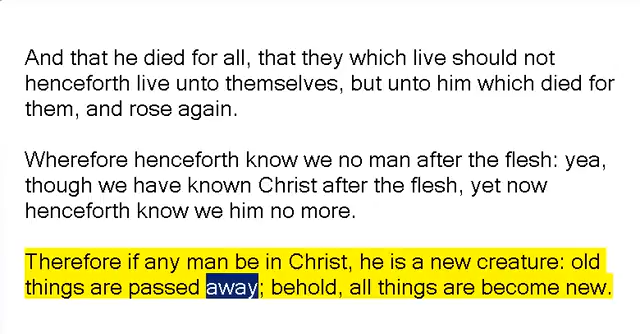 And that he died for all, that they which live should not
henceforth live unto themselves, but unto him which died for
them, and rose again.
Wherefore henceforth know we no man after the flesh: yea,
though we have known Christ after the flesh, yet now
henceforth know we him no more.
Therefore if any man be in Christ, he is a new creature: old
things are passed away; behold, all things are become new.